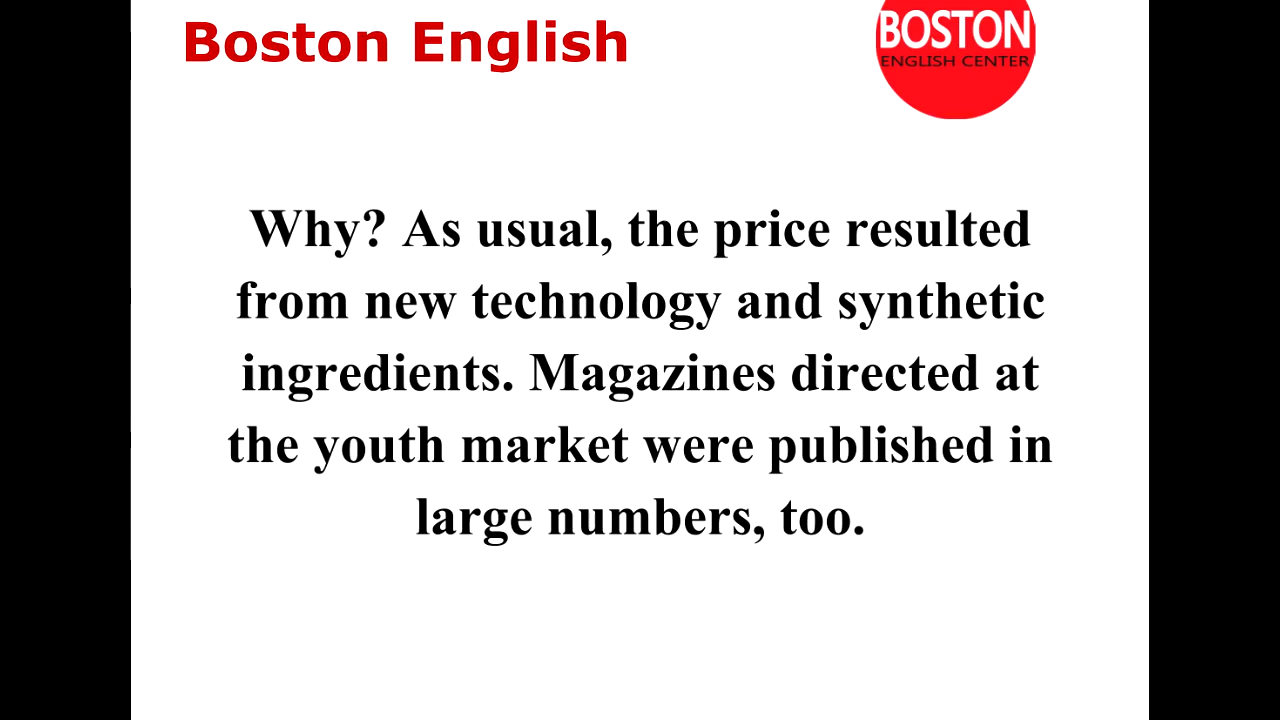 Boston English
BOSTON
ENGLISH CENTER
Why? As usual, the price resulted
from new technology and synthetic
ingredients. Magazines directed at
the youth market were published in
large numbers, too.